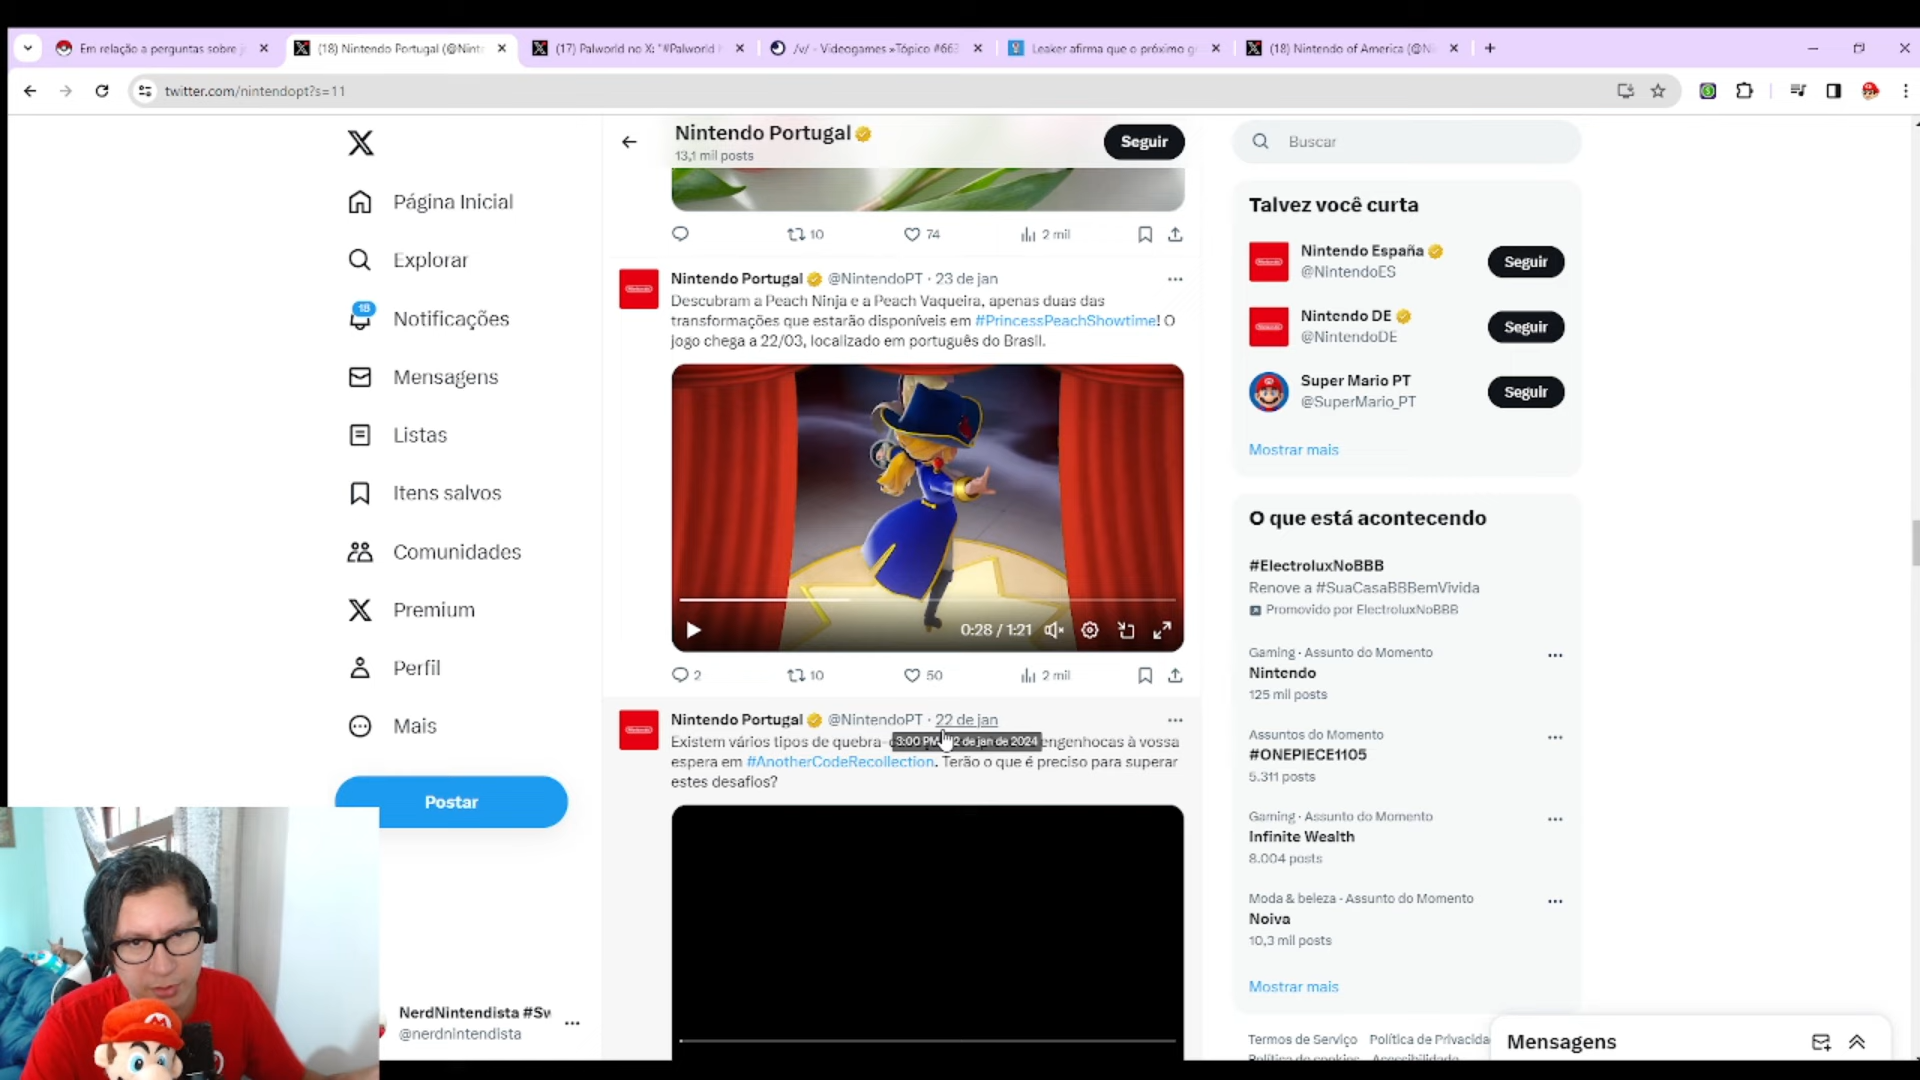 Em relação a perguntas sobre j
(18) Nintendo Portugal (@Ninte
(17) Palworld no X: "#Palworld
/v/ - Videogames »Tópico #663
Leaker afirma que o próximo g
(18) Nintendo of America (@Ni
twitter.com/nintendopt?s=11
Página Inicial
Explorar
18
Notificações
Mensagens
Listas
Itens salvos
Comunidades
Premium
Perfil
Mais
Postar
NerdNintendista #Sw
@nerdnintendista
Nintendo Portugal
13,1 mil posts
Seguir
10
74
2 mil
Nintendo Portugal @NintendoPT · 23 de jan
Descubram a Peach Ninja e a Peach Vaqueira, apenas duas das
transformações que estarão disponíveis em #PrincessPeachShowtime! O
jogo chega a 22/03, localizado em português do Brasil.
0:28 / 1:21
2
10
50
2 mil
Nintendo Portugal @NintendoPT · 22 de jan
3:00 PM 2 de jan de 2024
Existem vários tipos de quebra- engenhocas à vossa
espera em #AnotherCodeRecollection. Terão o que é preciso para superar
estes desafios?
Buscar
Talvez você curta
Nintendo España
@NintendoES
Seguir
Nintendo DE
@NintendoDE
Seguir
Super Mario PT
@SuperMario_PT
Seguir
Mostrar mais
O que está acontecendo
#ElectroluxNoBBB
Renove a #SuaCasaBBBemVivida
Promovido por ElectroluxNoBBB
Gaming · Assunto do Momento
Nintendo
125 mil posts
Assuntos do Momento
#ONEPIECE1105
5.311 posts
Gaming · Assunto do Momento
Infinite Wealth
8.004 posts
Moda & beleza · Assunto do Momento
Noiva
10,3 mil posts
Mostrar mais
Termos de Serviço Política de Privacida
Política de cookies Acessibilidade
Mensagens